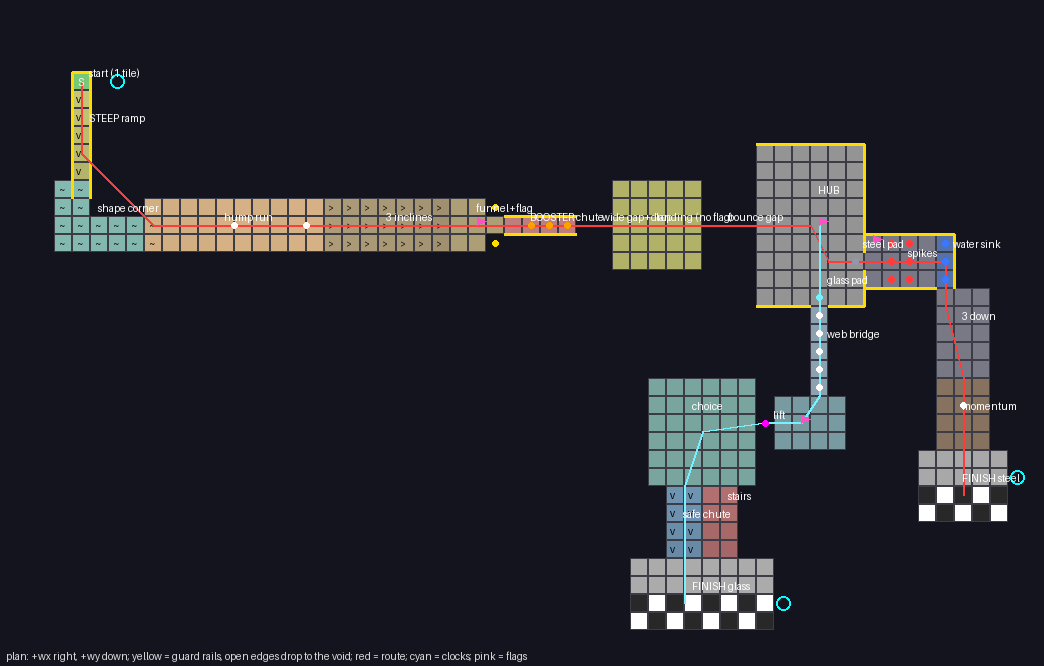 start (1 tile)
S
v
STEEP ramp
v
v
v
v
HUB
~ ~
~ ~
shape corner
hump run
3 inclines
funnel+flag
BOOSTER chute
wide gap+
landing (no flag)
bounce gap
~ ~ ~ ~ ~ ~
~ ~ ~ ~ ~ ~
> > > > > > >
> > > > > > >
> > > > > > >
steel pad
water sink
spikes
glass pad
3 down
web bridge
choice
lift
momentum
FINISH steel
v v
stairs
v v
safe chute
v v
v v
FINISH glass
plan: +wx right, +wy down; yellow = guard rails, open edges drop to the void; red = route; cyan = clocks; pink = flags